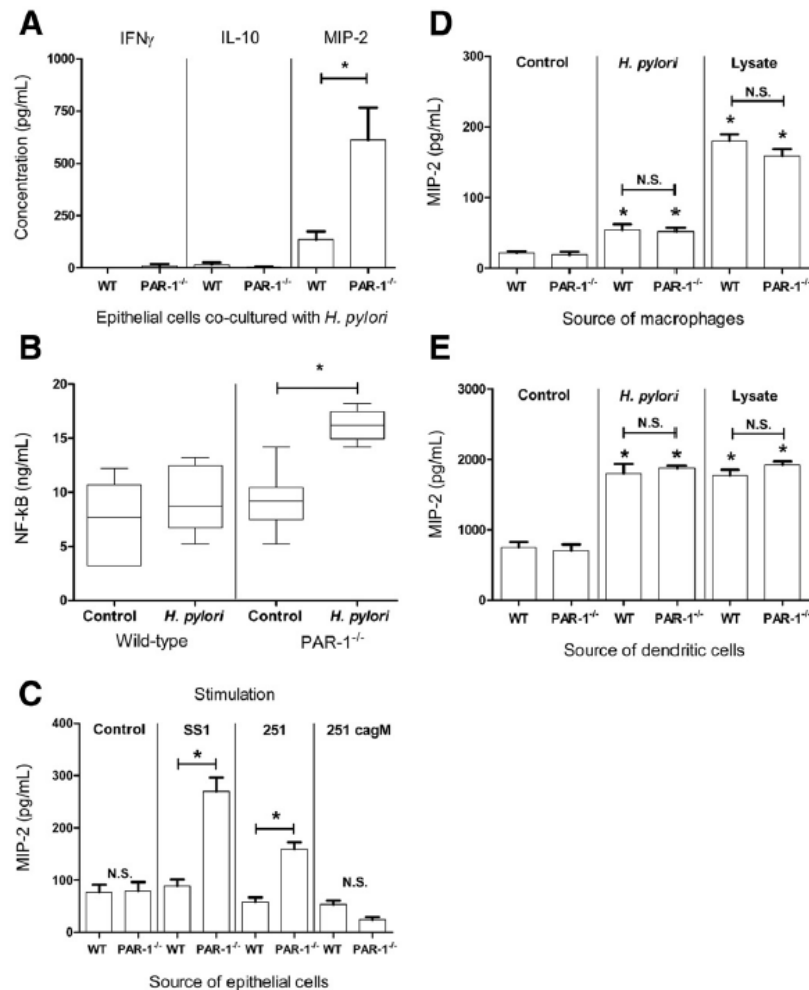 A
IFNγ IL-10 MIP-2
*
Concentration (pg/mL)
1000
750
500
250
0
WT PAR-1-/- WT PAR-1-/- WT PAR-1-/-
Epithelial cells co-cultured with H. pylori
B
*
NF-kB (ng/mL)
20
15
10
5
0
Control H. pylori Control H. pylori
Wild-type PAR-1-/-
C
Stimulation
Control SS1 251 251 cagM
MIP-2 (pg/mL)
400
300
200
100
0
N.S. * * N.S.
WT PAR-1-/- WT PAR-1-/- WT PAR-1-/- WT PAR-1-/-
Source of epithelial cells
D
Control H. pylori Lysate
MIP-2 (pg/mL)
300
200
100
0
N.S.
* *
N.S.
* *
WT PAR-1-/- WT PAR-1-/- WT PAR-1-/-
Source of macrophages
E
Control H. pylori Lysate
MIP-2 (pg/mL)
3000
2000
1000
0
N.S. N.S.
* * * *
WT PAR-1-/- WT PAR-1-/- WT PAR-1-/-
Source of dendritic cells